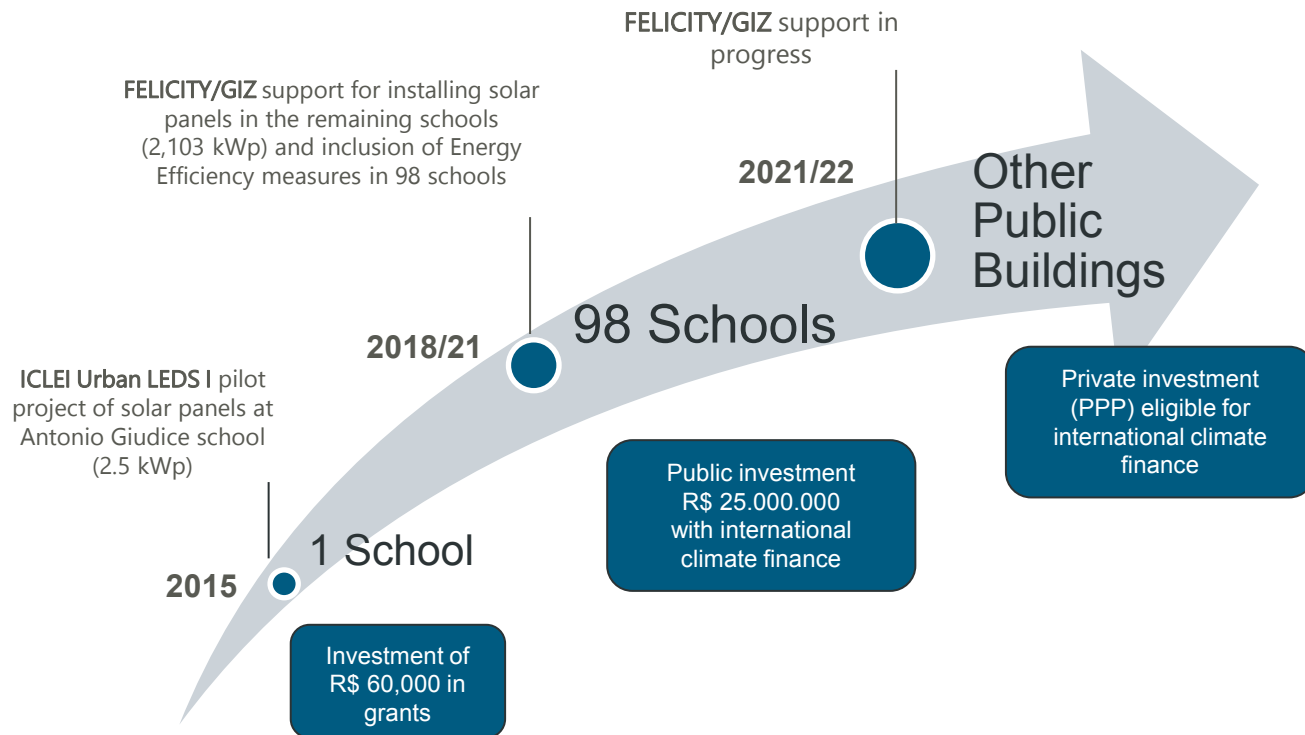 FELICITY/GIZ support in
progress
FELICITY/GIZ support for installing solar
panels in the remaining schools
(2,103 kWp) and inclusion of Energy
Efficiency measures in 98 schools
2021/22
Other
Public
Buildings
2018/21
98 Schools
ICLEI Urban LEDS I pilot
project of solar panels at
Antonio Giudice school
(2.5 kWp)
Private investment
(PPP) eligible for
international climate
finance
Public investment
R$ 25.000.000
with international
climate finance
1 School
2015
Investment of
R$ 60,000 in
grants